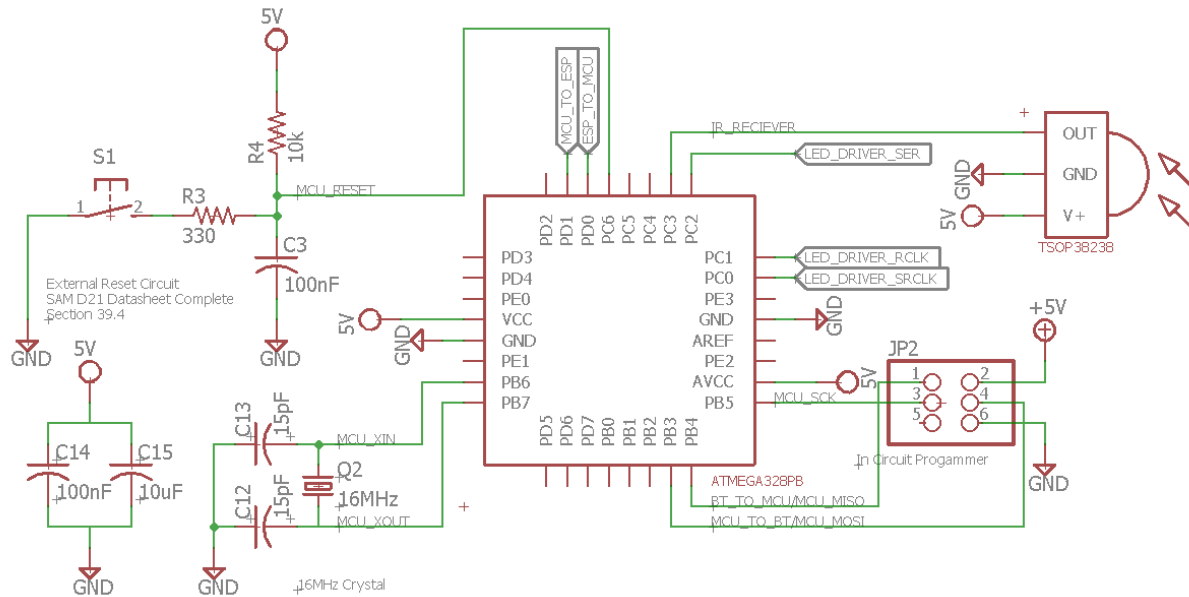 5V
R4
10k
S1
1
2
R3
330
MCU_RESET
C3
100nF
GND
GND
External Reset Circuit
SAM D21 Datasheet Complete
Section 39.4
5V
C14
100nF
C15
10uF
GND
C13
15pF
C12
15pF
MCU_XIN
Q2
16MHz
MCU_XOUT
GND
16MHz Crystal
MCU_TO_ESP
ESP_TO_MCU
PD2
PD1
PD0
PC6
PC5
PC4
PC3
PC2
PD3
PD4
PE0
VCC
GND
PE1
PB6
PB7
5V
GND
PD5
PD6
PD7
PB0
PB1
PB2
PB3
PB4
PC1
PC0
PE3
GND
AREF
PE2
AVCC
PB5
ATMEGA328PB
IR_RECIEVER
LED_DRIVER_SER
LED_DRIVER_RCLK
LED_DRIVER_SRCLK
GND
5V
MCU_SCK
BT_TO_MCU/MCU_MISO
MCU_TO_BT/MCU_MOSI
OUT
GND
V+
GND
5V
TSOP38238
+5V
JP2
1
2
3
4
5
6
In Circuit Progammer
GND